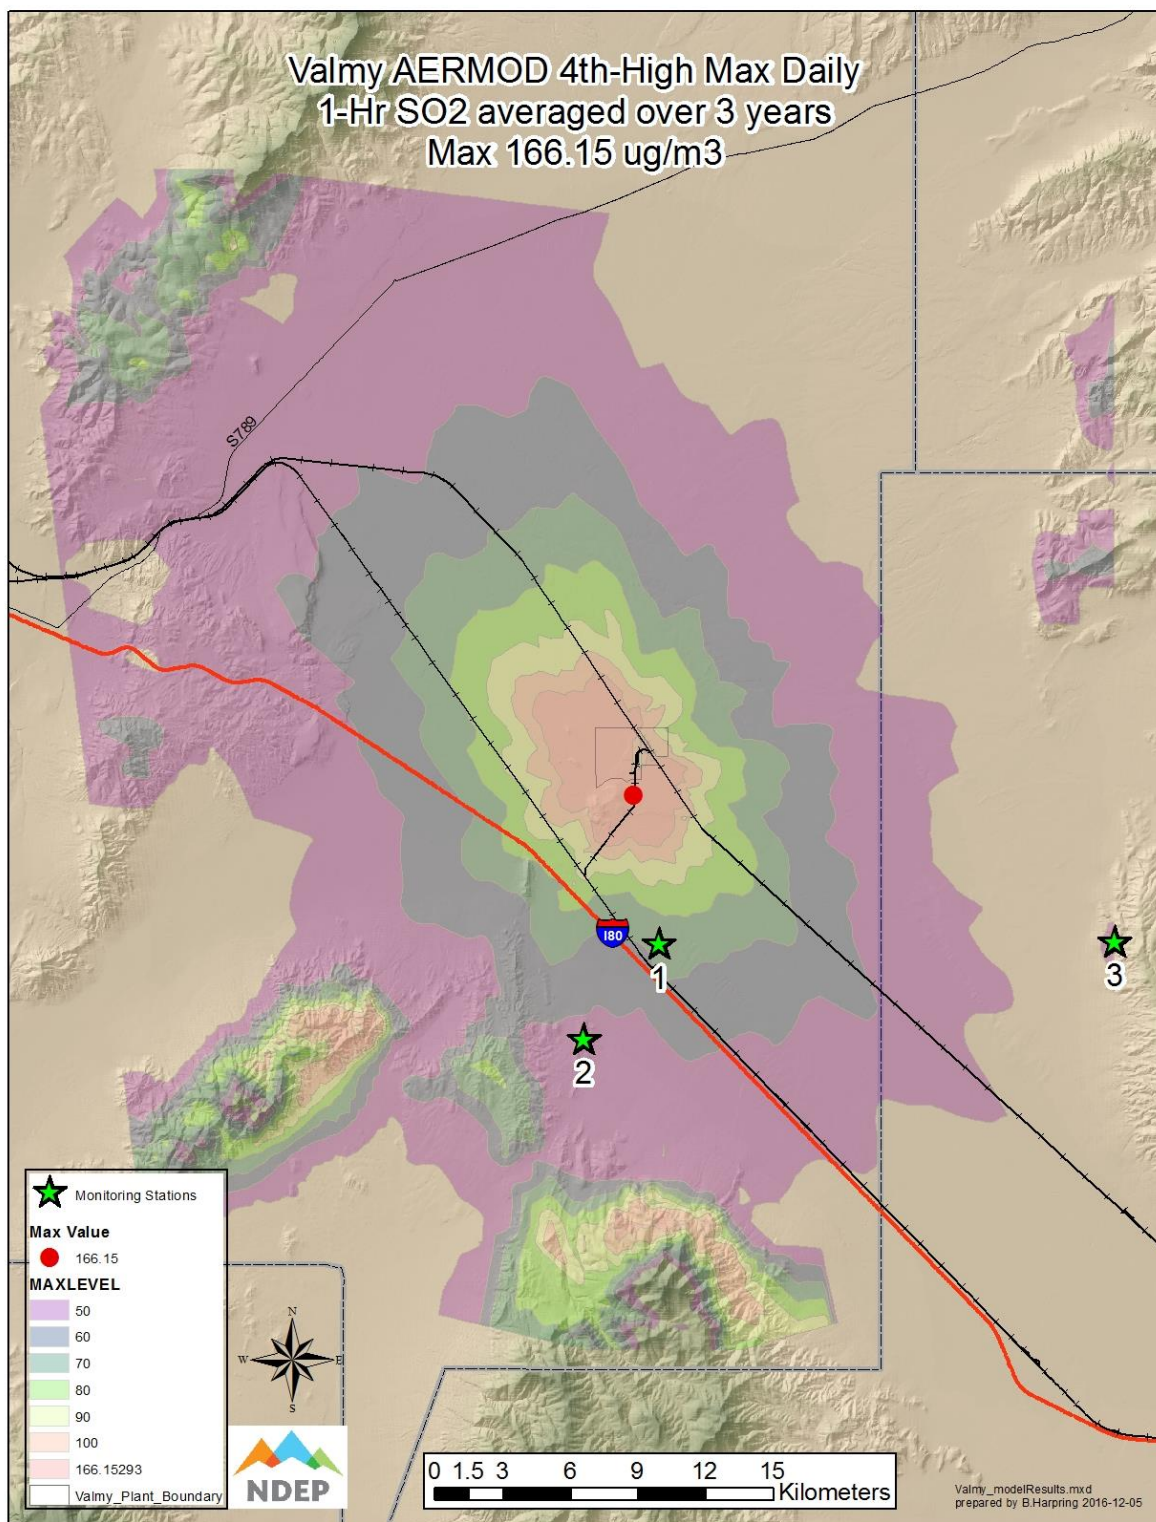 Valmy AERMOD 4th-High Max Daily
1-Hr SO2 averaged over 3 years
Max 166.15 ug/m3
S789
I80
1
2
3
Monitoring Stations
Max Value
166.15
MAXLEVEL
50
60
70
80
90
100
166.15293
Valmy_Plant_Boundary
N
W E
S
NDEP
0 1.5 3 6 9 12 15
Kilometers
Valmy_modelResults.mxd
prepared by B.Harpring 2016-12-05